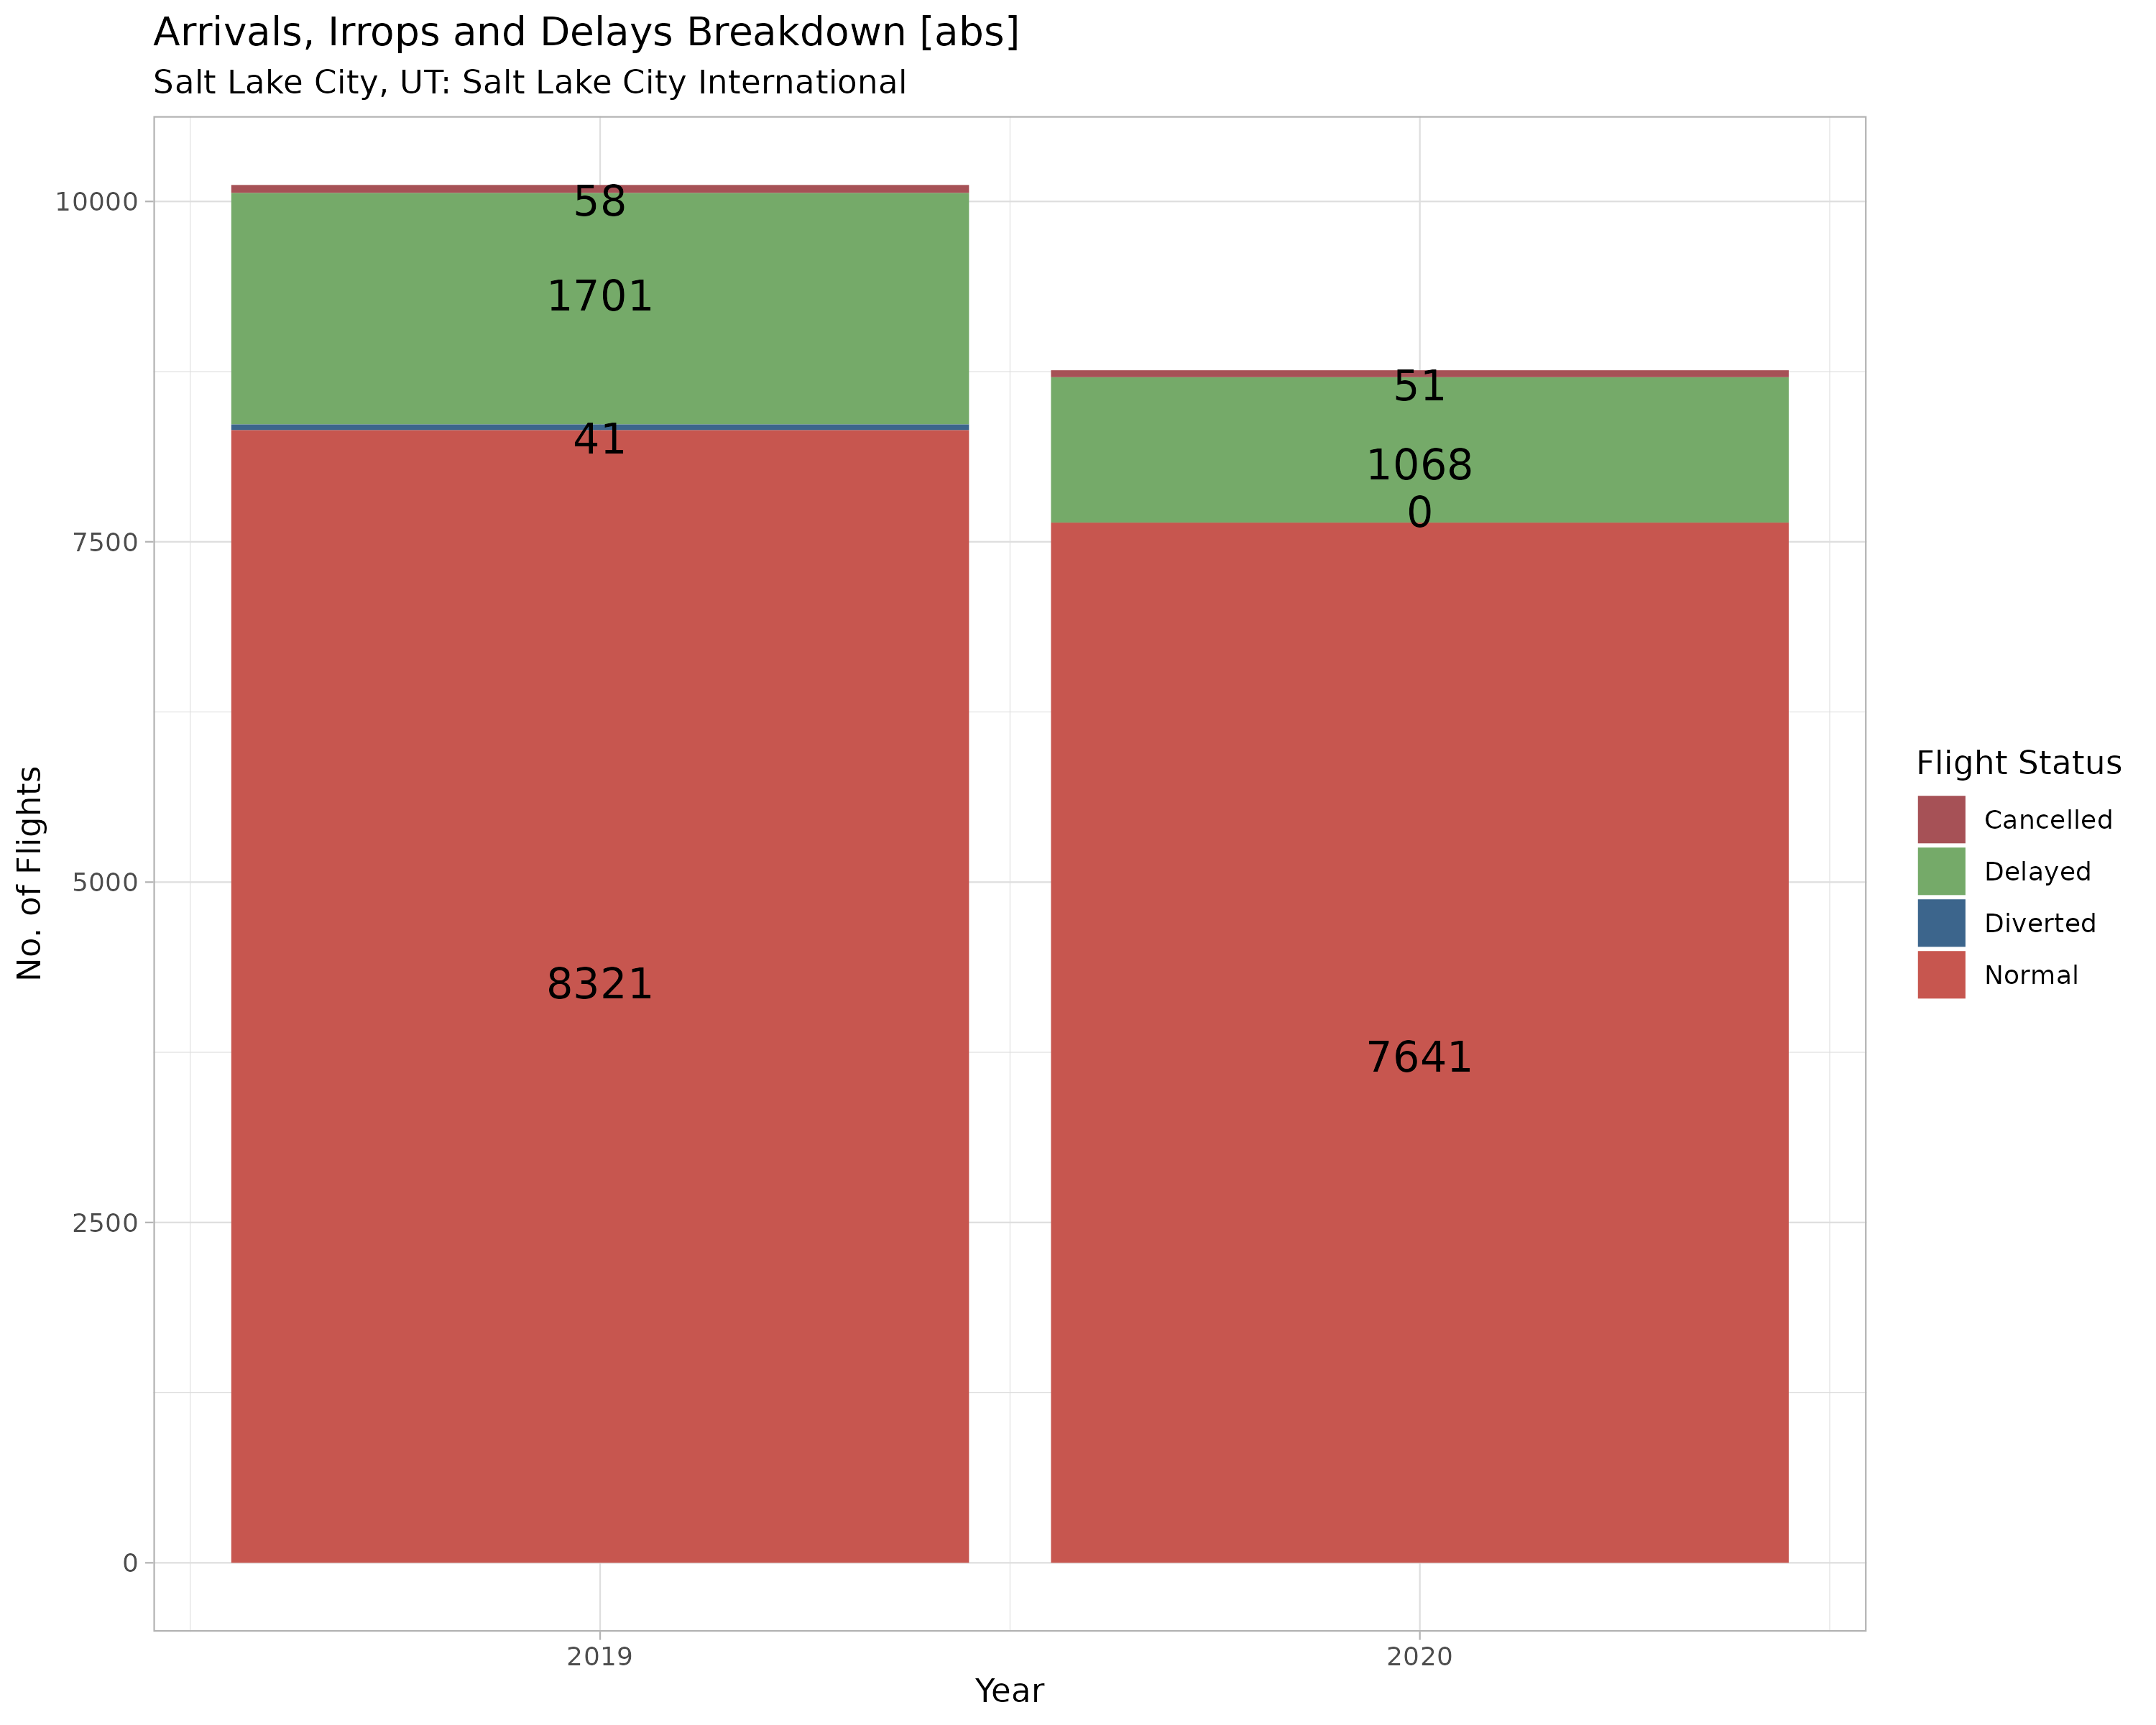 Arrivals, Irrops and Delays Breakdown [abs]
Salt Lake City, UT: Salt Lake City International
No. of Flights
10000
7500
5000
2500
0
58
1701
41
8321
51
1068
0
7641
2019
2020
Year
Flight Status
Cancelled
Delayed
Diverted
Normal